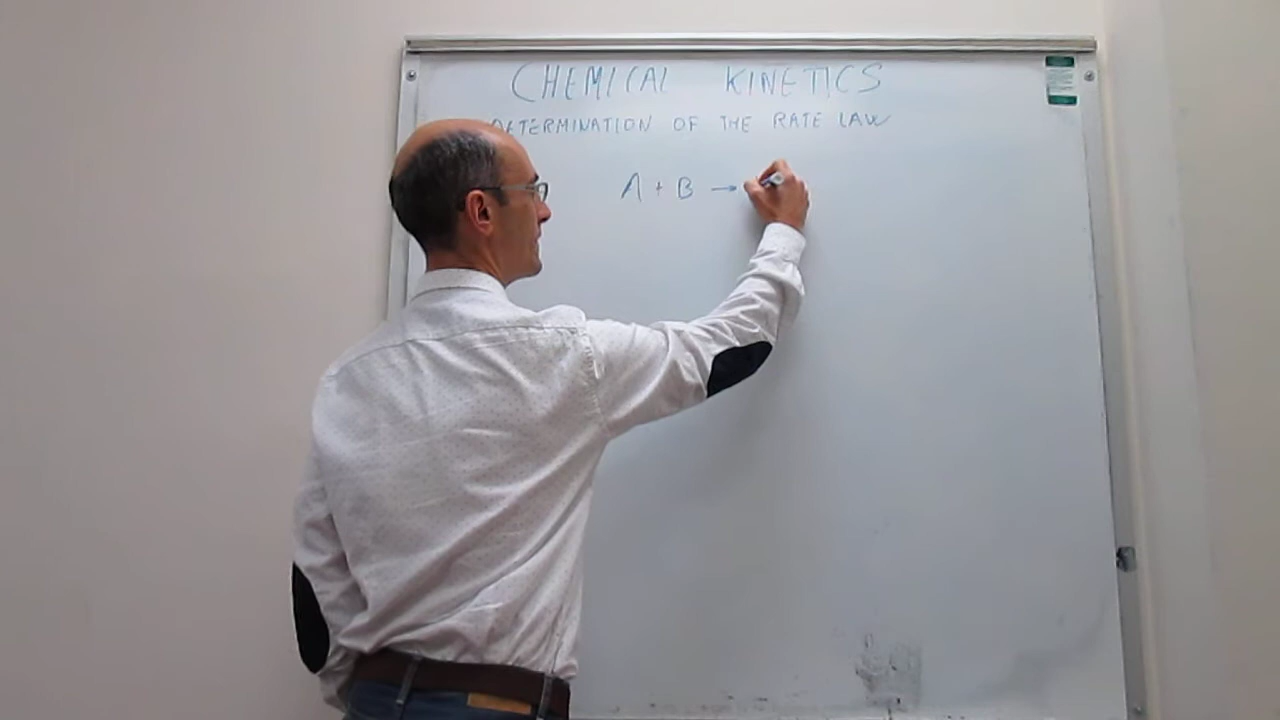 CHEMICAL KINETICS
DETERMINATION OF THE RATE LAW
A + B →